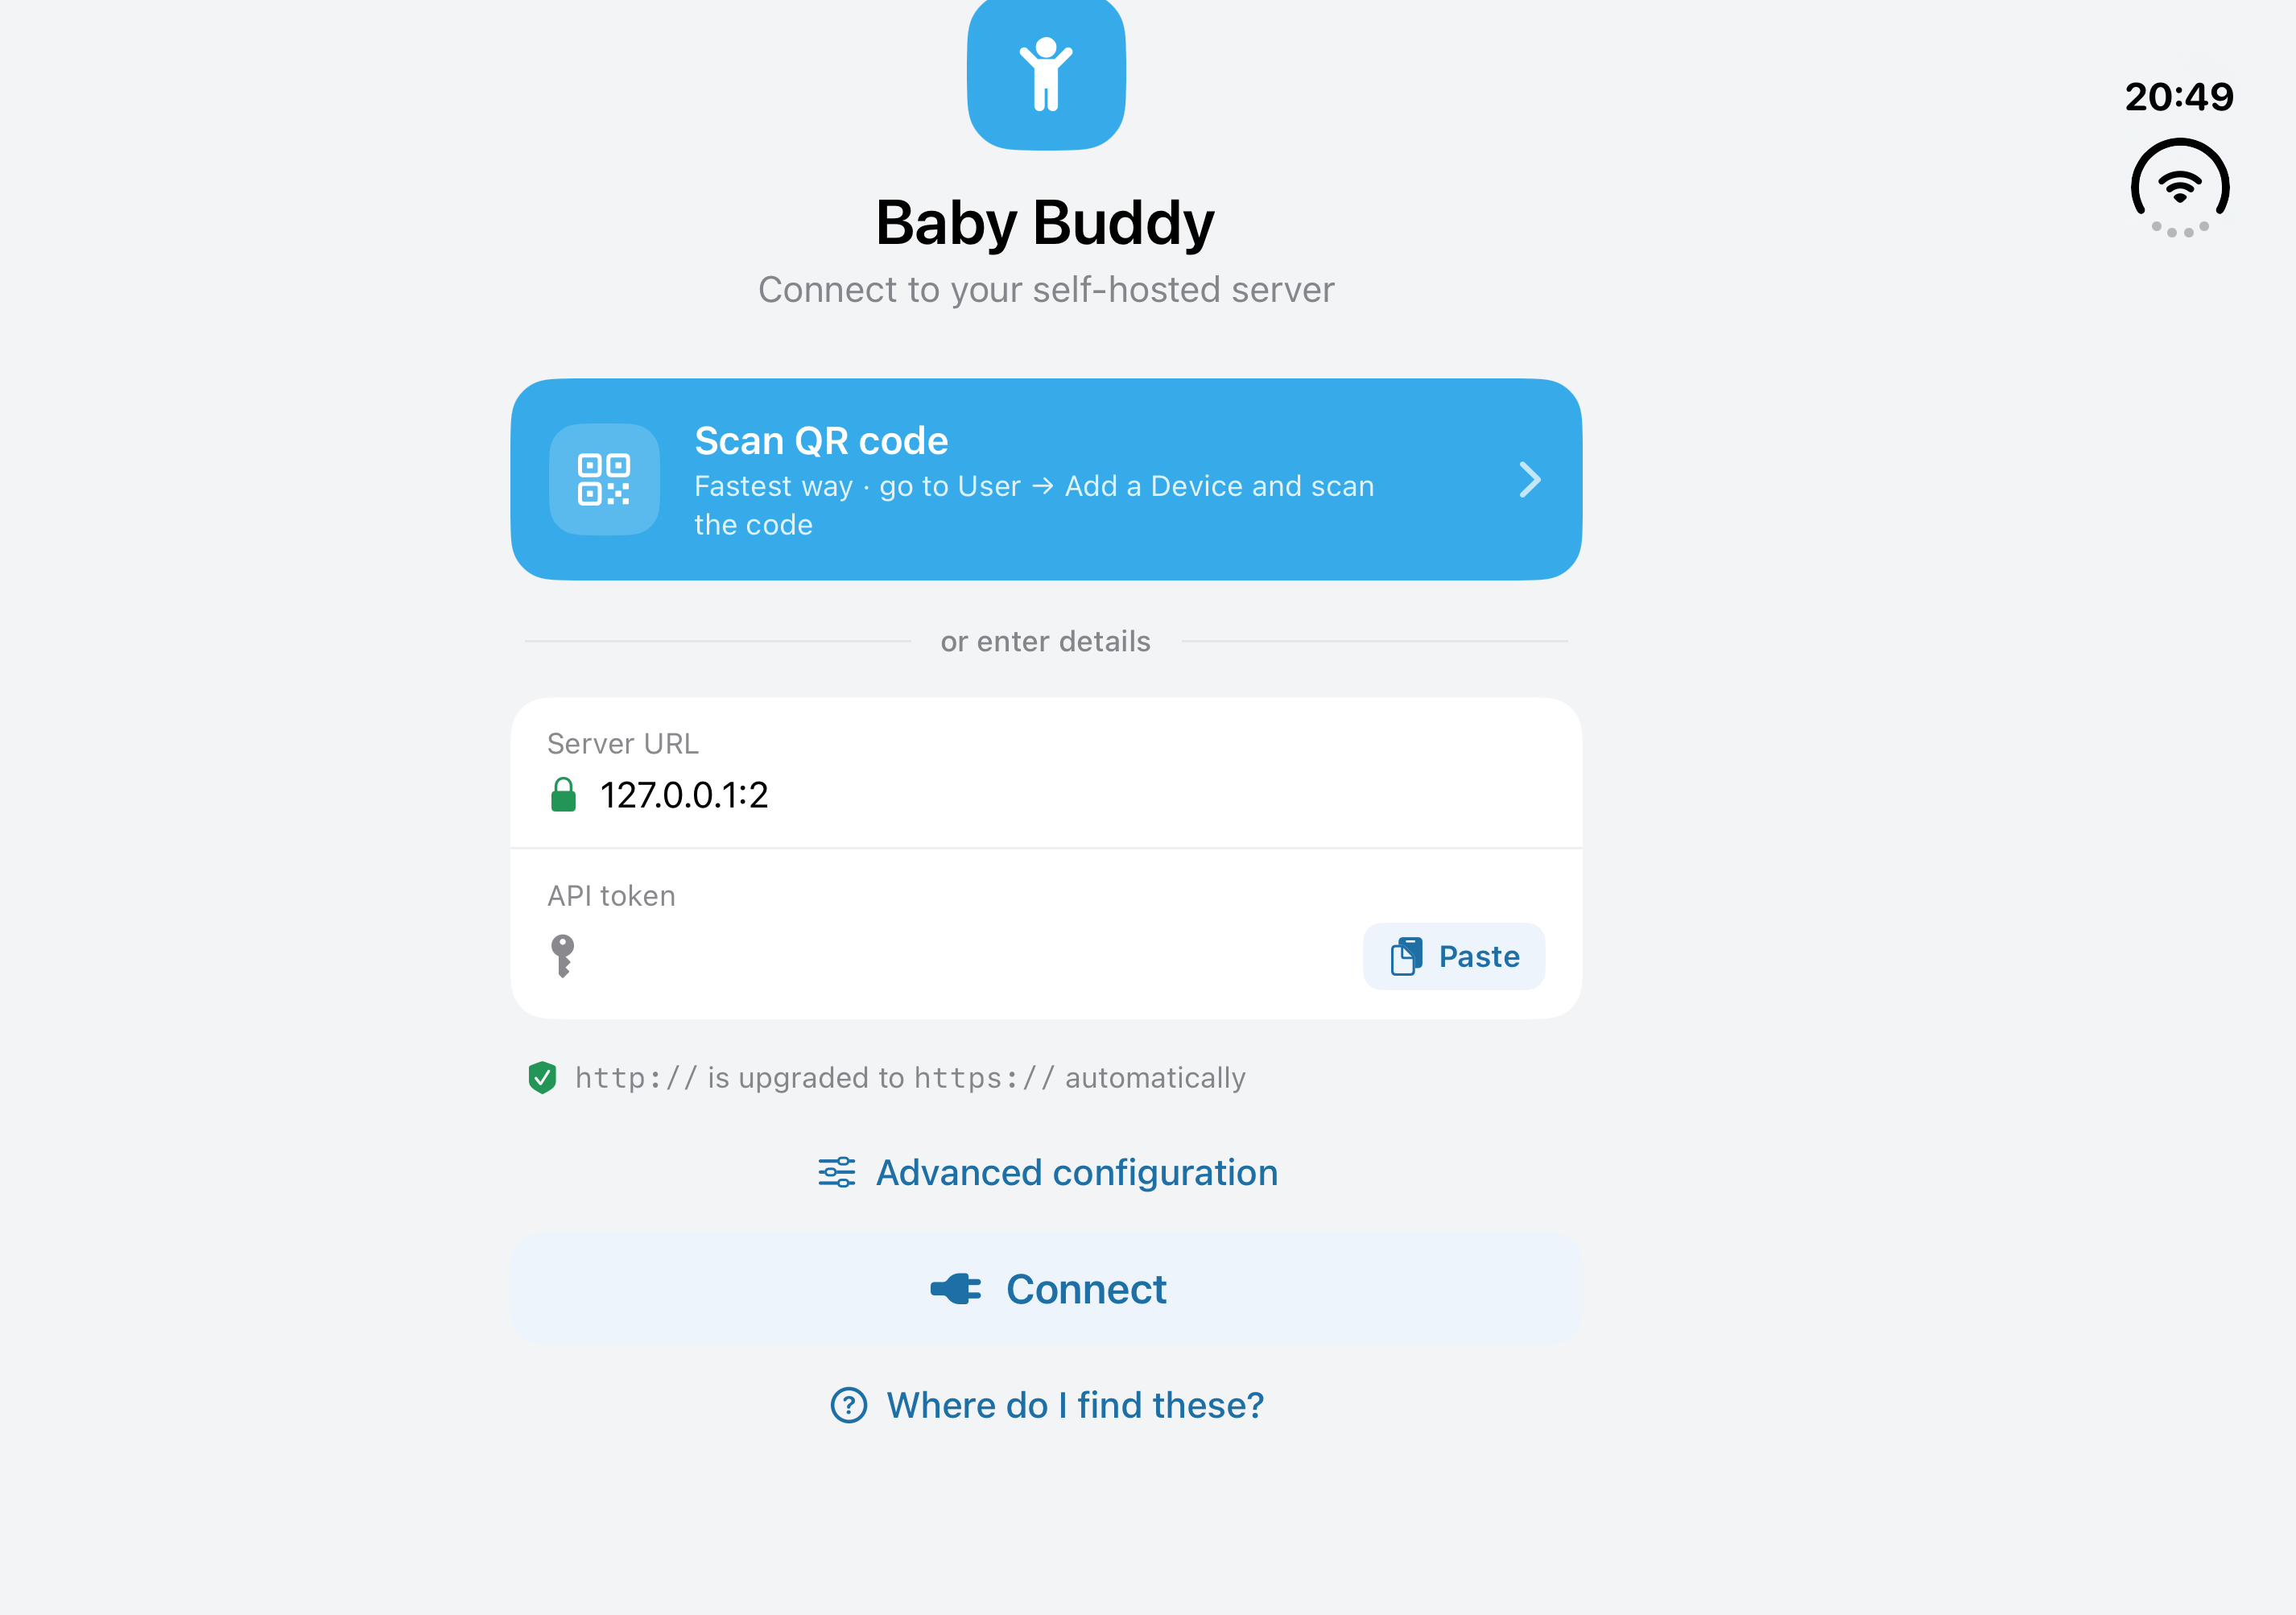 20:49
Baby Buddy
Connect to your self-hosted server
Scan QR code
Fastest way · go to User → Add a Device and scan
the code
or enter details
Server URL
127.0.0.1:2
API token
Paste
http:// is upgraded to https:// automatically
Advanced configuration
Connect
Where do I find these?